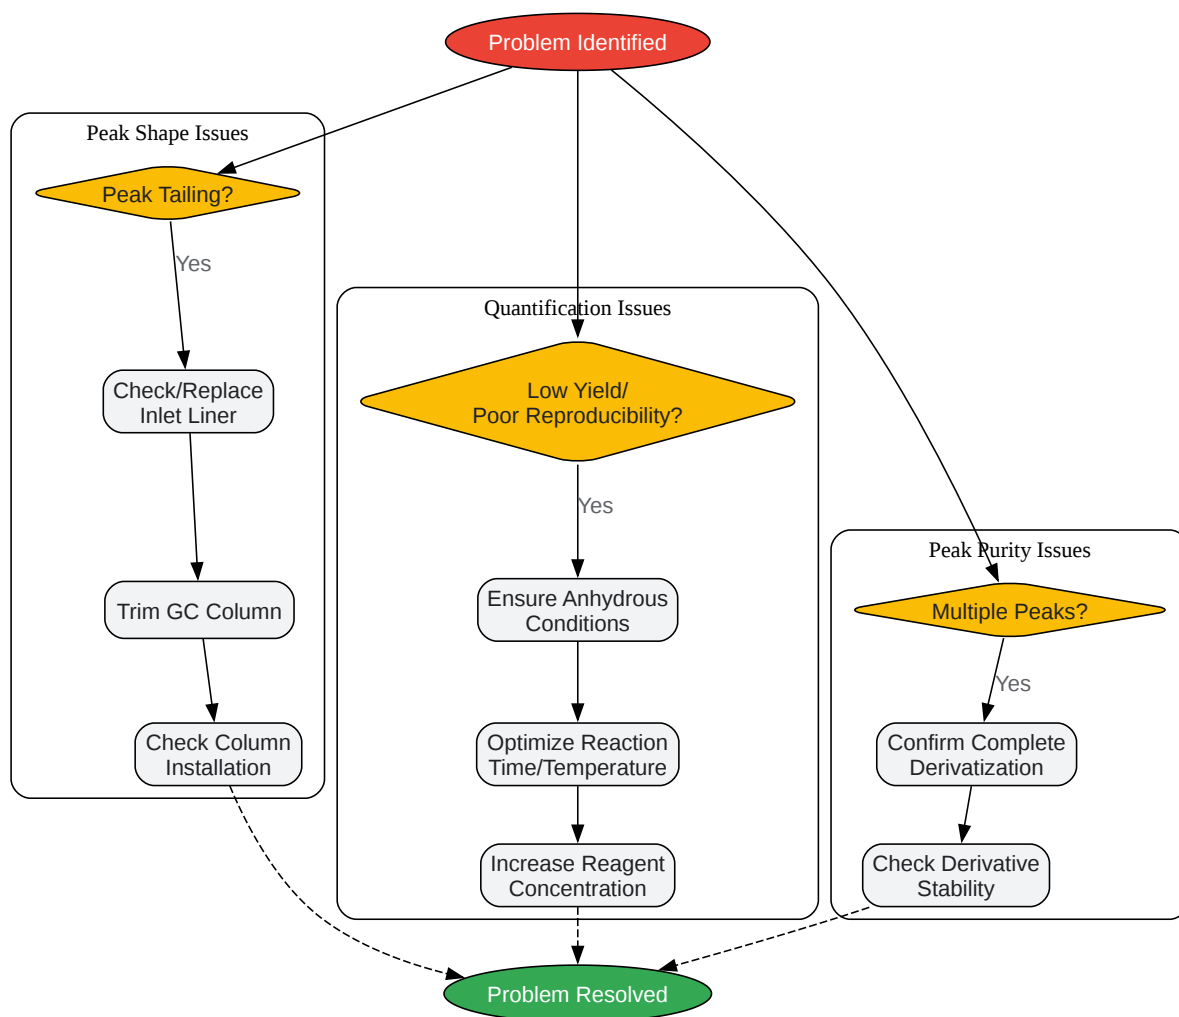 Problem Identified
Peak Shape Issues
Peak Tailing?
Yes
Check/Replace
Inlet Liner
Trim GC Column
Check Column
Installation
Quantification Issues
Low Yield/
Poor Reproducibility?
Yes
Ensure Anhydrous
Conditions
Optimize Reaction
Time/Temperature
Increase Reagent
Concentration
Peak Purity Issues
Multiple Peaks?
Yes
Confirm Complete
Derivatization
Check Derivative
Stability
Problem Resolved